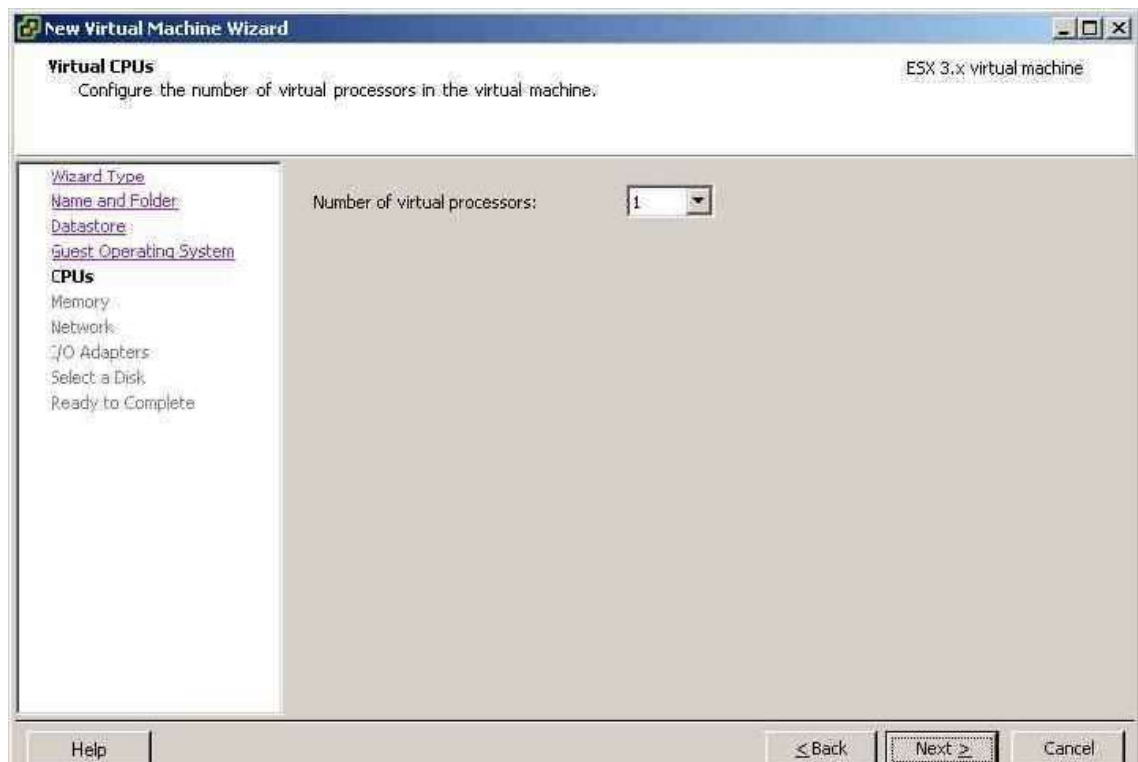 New Virtual Machine Wizard
Virtual CPUs
ESX 3.x virtual machine
Configure the number of virtual processors in the virtual machine.
Wizard Type
Name and Folder
Datastore
Guest Operating System
CPUs
Memory
Network
I/O Adapters
Select a Disk
Ready to Complete
Number of virtual processors:
1
Help
< Back
Next >
Cancel